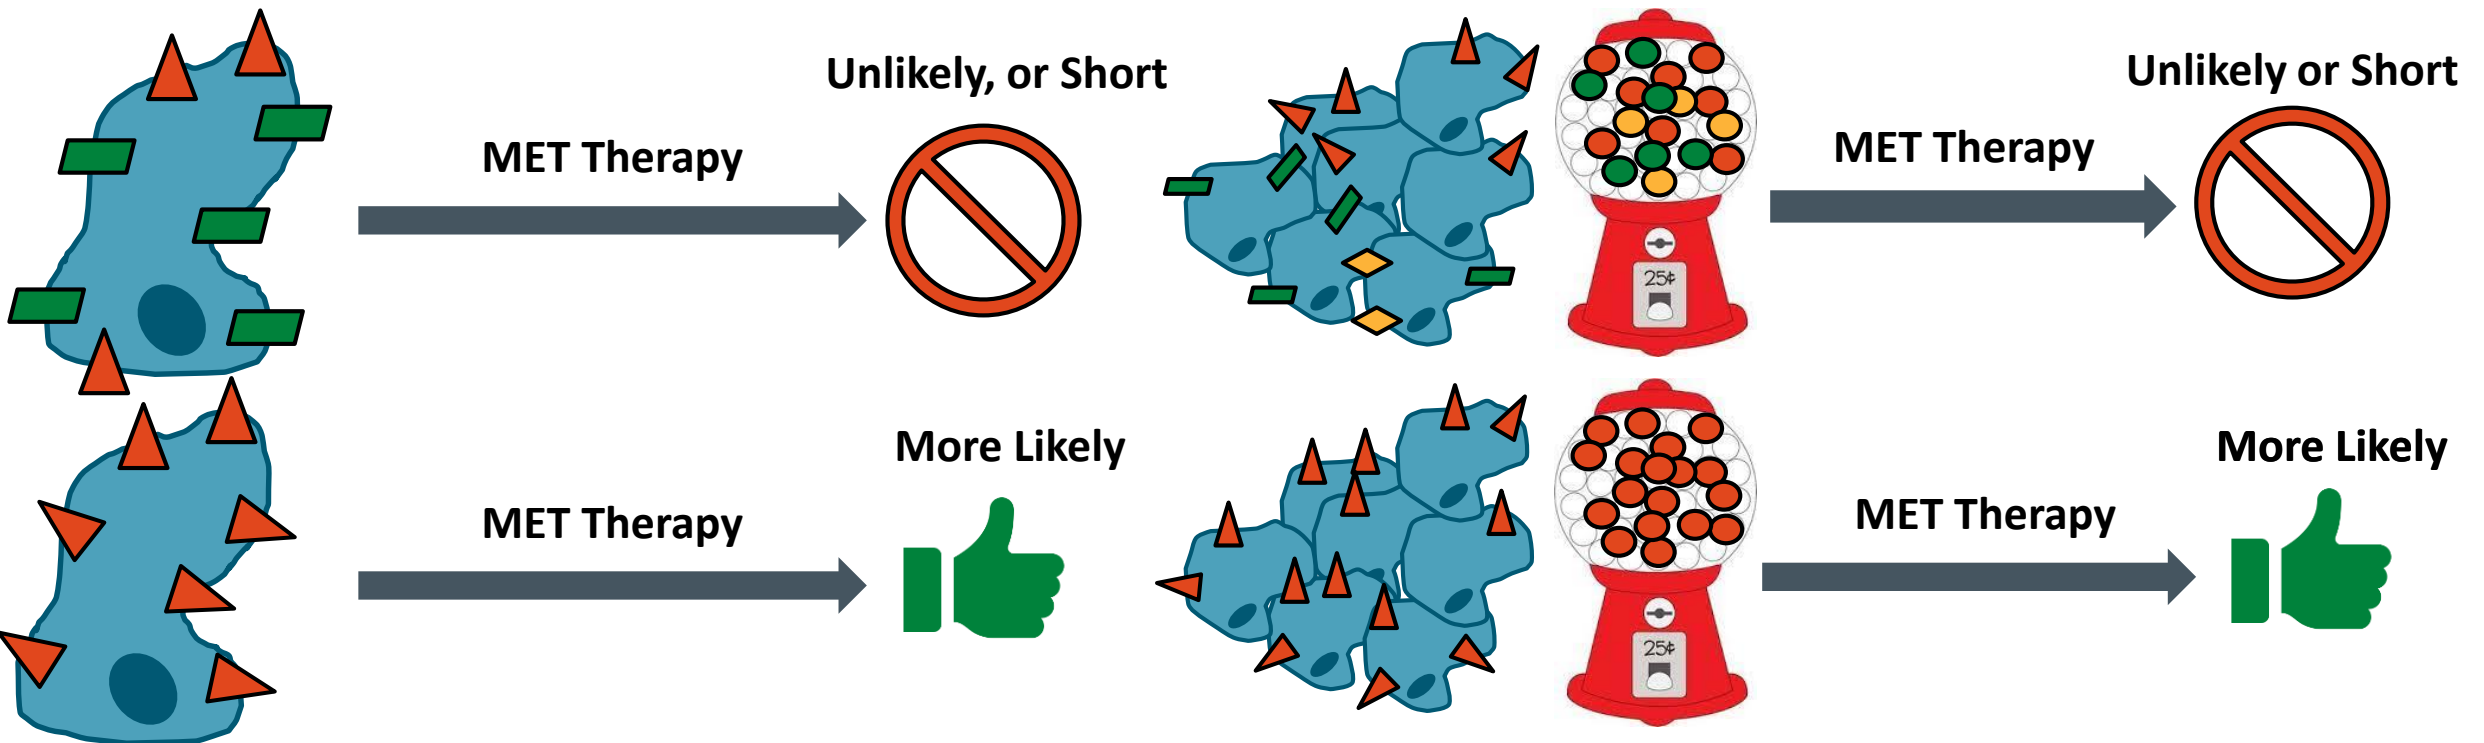 Unlikely, or Short
MET Therapy
25¢
Unlikely or Short
MET Therapy
More Likely
MET Therapy
25¢
More Likely
MET Therapy